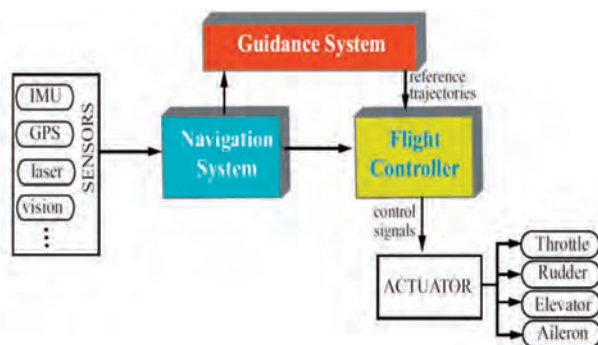 Guidance System
reference
trajectories
IMU
GPS
laser
vision
SENSORS
Navigation
System
Flight
Controller
control
signals
ACTUATOR
Throttle
Rudder
Elevator
Aileron